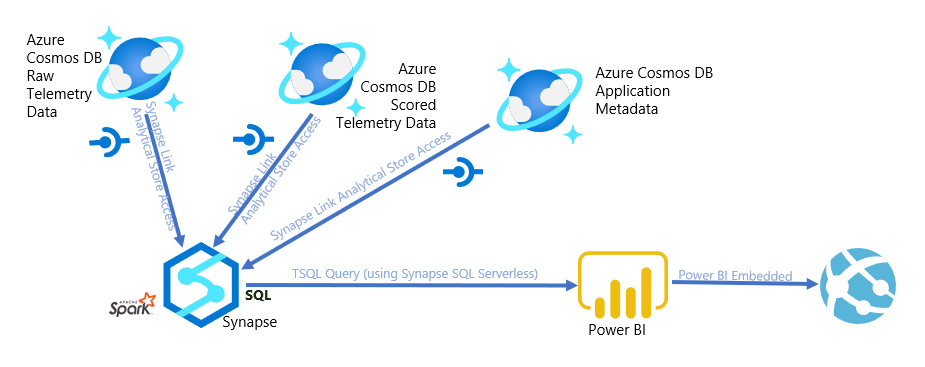 Azure
Cosmos DB
Raw
Telemetry
Data
Azure
Cosmos DB
Scored
Telemetry Data
Azure Cosmos DB
Application
Metadata
Synapse Link
Analytical Store Access
Synapse Link
Analytical Store Access
Synapse Link Analytical Store Access
TSQL Query (using Synapse SQL Serverless)
Power BI Embedded
APACHE
Spark
SQL
Synapse
Power BI